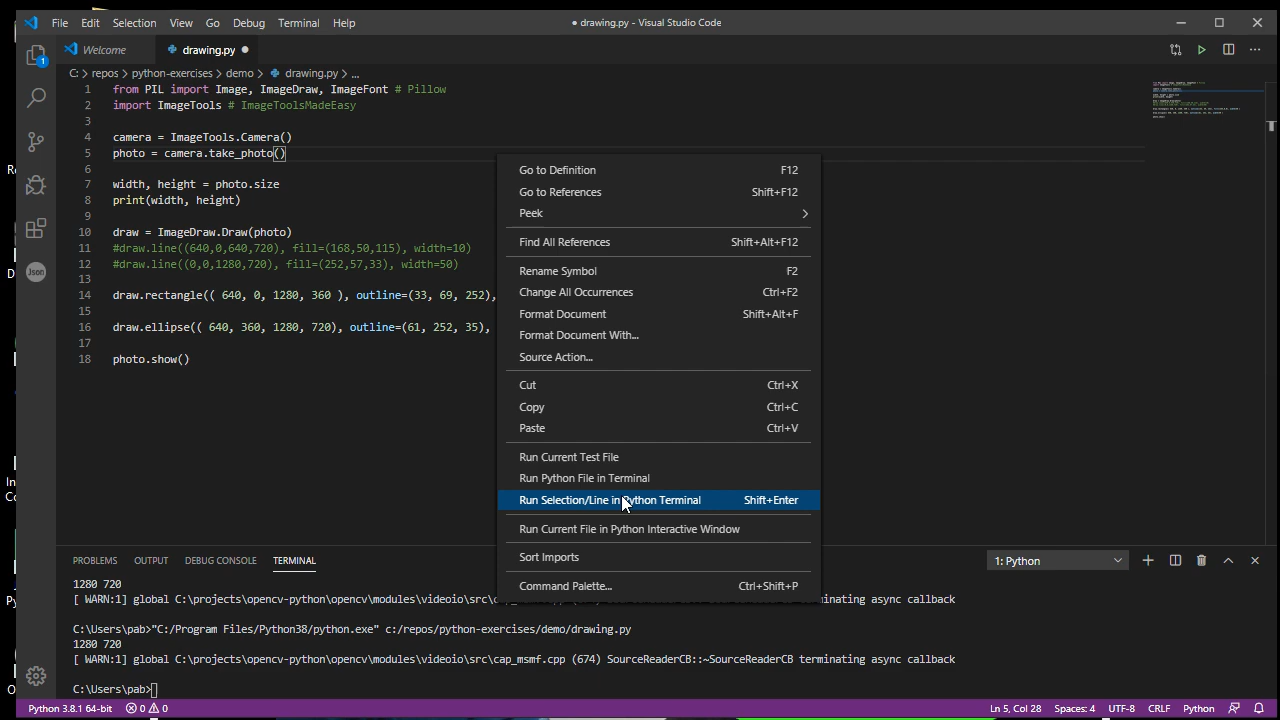 File Edit Selection View Go Debug Terminal Help
● drawing.py - Visual Studio Code
Welcome
drawing.py ●
C: > repos > python-exercises > demo > drawing.py > ...
1 from PIL import Image, ImageDraw, ImageFont # Pillow
2 import ImageTools # ImageToolsMadeEasy
3
4 camera = ImageTools.Camera()
5 photo = camera.take_photo()
6
7 width, height = photo.size
8 print(width, height)
9
10 draw = ImageDraw.Draw(photo)
11 #draw.line((640,0,640,720), fill=(168,50,115), width=10)
12 #draw.line((0,0,1280,720), fill=(252,57,33), width=50)
13
14 draw.rectangle(( 640, 0, 1280, 360 ), outline=(33, 69, 252),
15
16 draw.ellipse(( 640, 360, 1280, 720), outline=(61, 252, 35),
17
18 photo.show()
Go to Definition F12
Go to References Shift+F12
Peek >
Find All References Shift+Alt+F12
Rename Symbol F2
Change All Occurrences Ctrl+F2
Format Document Shift+Alt+F
Format Document With...
Source Action...
Cut Ctrl+X
Copy Ctrl+C
Paste Ctrl+V
Run Current Test File
Run Python File in Terminal
Run Selection/Line in Python Terminal Shift+Enter
Run Current File in Python Interactive Window
Sort Imports
Command Palette... Ctrl+Shift+P
1
Json
PROBLEMS OUTPUT DEBUG CONSOLE TERMINAL
1: Python
1280 720
[ WARN:1] global C:\projects\opencv-python\opencv\modules\videoio\src\ inating async callback
C:\Users\pab>"C:/Program Files/Python38/python.exe" c:/repos/python-exercises/demo/drawing.py
1280 720
[ WARN:1] global C:\projects\opencv-python\opencv\modules\videoio\src\cap_msmf.cpp (674) SourceReaderCB::~SourceReaderCB terminating async callback
C:\Users\pab>
Python 3.8.1 64-bit 0 0
Ln 5, Col 28 Spaces: 4 UTF-8 CRLF Python